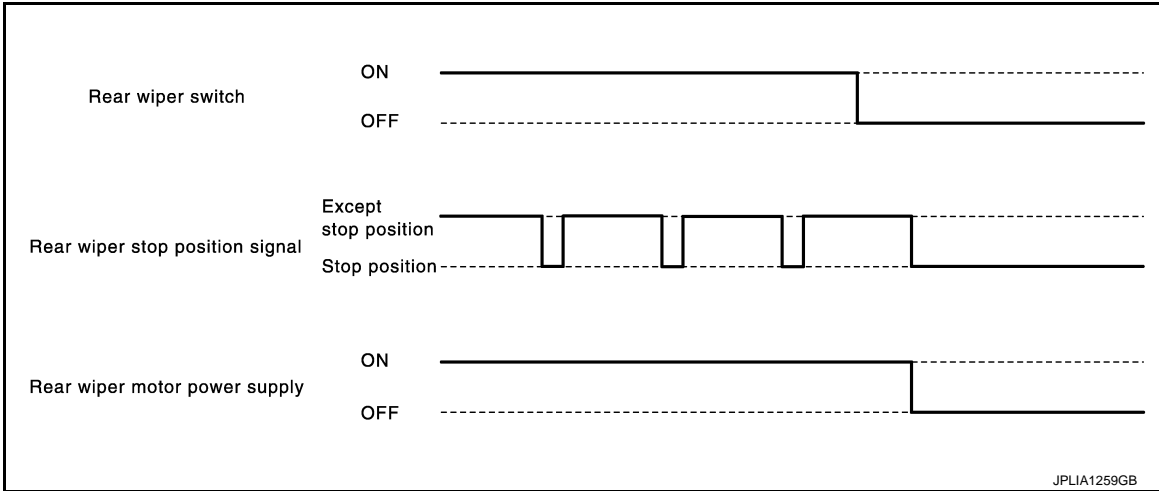 ON
Rear wiper switch
OFF
Except
stop position
Rear wiper stop position signal
Stop position
ON
Rear wiper motor power supply
OFF
JPLIA1259GB